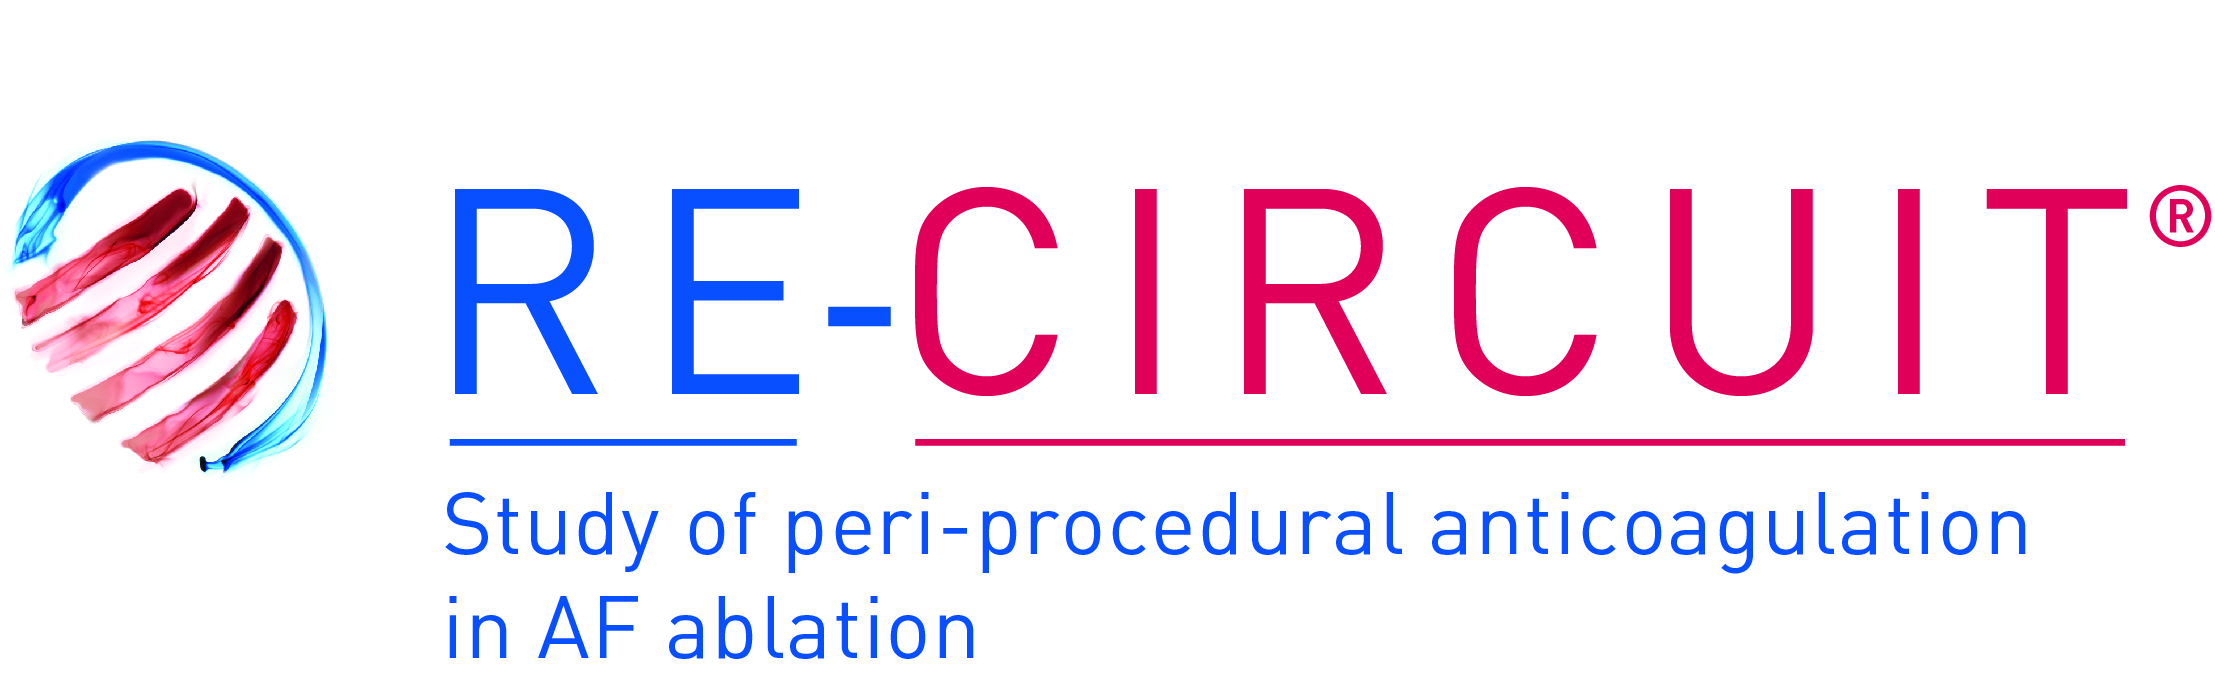 RE-CIRCUIT®
Study of peri-procedural anticoagulation
in AF ablation